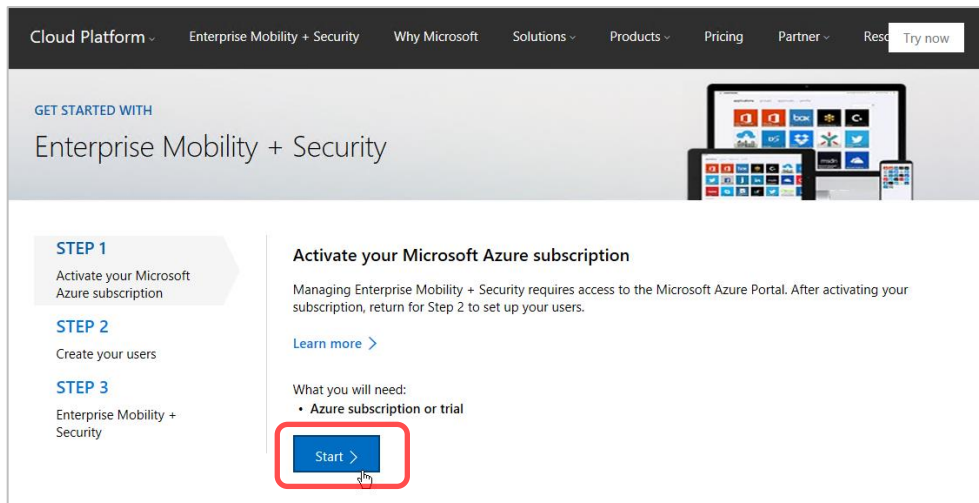 Cloud Platform Enterprise Mobility + Security Why Microsoft Solutions Products Pricing Partner Try now
GET STARTED WITH
Enterprise Mobility + Security
STEP 1
Activate your Microsoft
Azure subscription
STEP 2
Create your users
STEP 3
Enterprise Mobility +
Security
Activate your Microsoft Azure subscription
Managing Enterprise Mobility + Security requires access to the Microsoft Azure Portal. After activating your
subscription, return for Step 2 to set up your users.
Learn more
What you will need:
• Azure subscription or trial
Start